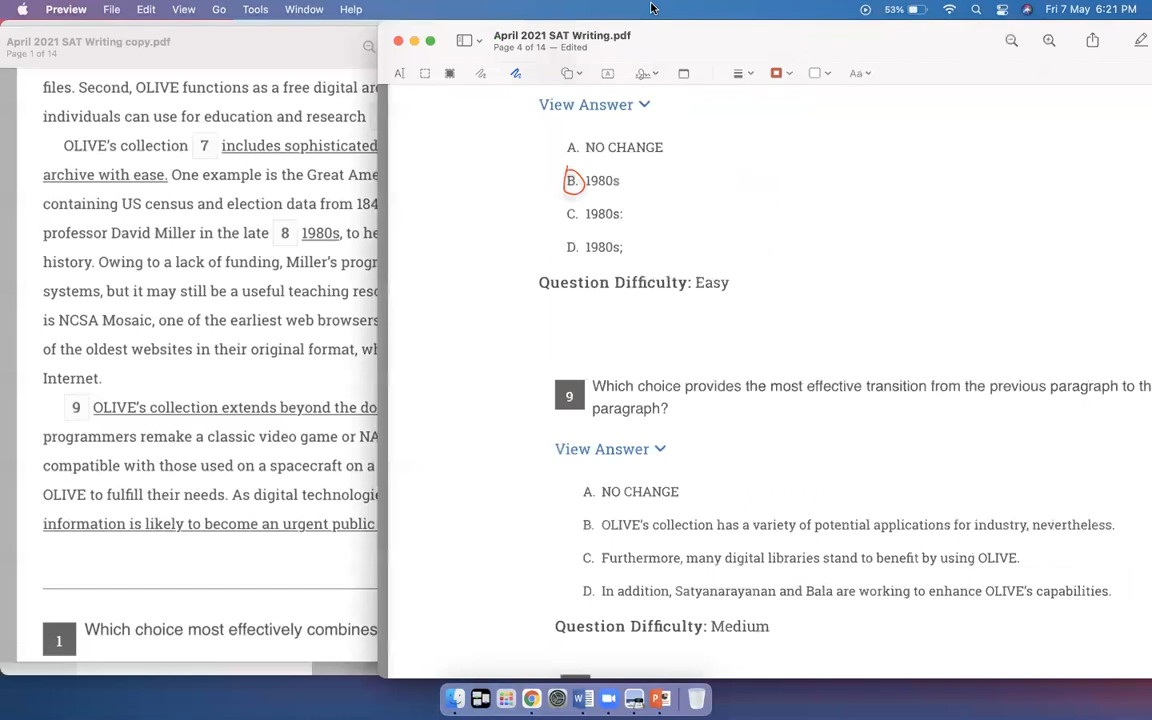 Preview File Edit View Go Tools Window Help
53% Fri 7 May 6:21 PM
April 2021 SAT Writing copy.pdf
Page 1 of 14
files. Second, OLIVE functions as a free digital
individuals can use for education and research
OLIVE's collection 7 includes sophisticated
archive with ease. One example is the Great
containing US census and election data from
professor David Miller in the late 8 1980s, to
history. Owing to a lack of funding, Miller's
systems, but it may still be a useful teaching
is NCSA Mosaic, one of the earliest web browsers
of the oldest websites in their original format,
Internet.
9 OLIVE's collection extends beyond the
programmers remake a classic video game or
compatible with those used on a spacecraft on a
OLIVE to fulfill their needs. As digital
information is likely to become an urgent public
1 Which choice most effectively combines
April 2021 SAT Writing.pdf
Page 4 of 14 — Edited
View Answer
A. NO CHANGE
B. 1980s
C. 1980s:
D. 1980s;
Question Difficulty: Easy
9 Which choice provides the most effective transition from the previous paragraph to
paragraph?
View Answer
A. NO CHANGE
B. OLIVE's collection has a variety of potential applications for industry, nevertheless.
C. Furthermore, many digital libraries stand to benefit by using OLIVE.
D. In addition, Satyanarayanan and Bala are working to enhance OLIVE's capabilities.
Question Difficulty: Medium